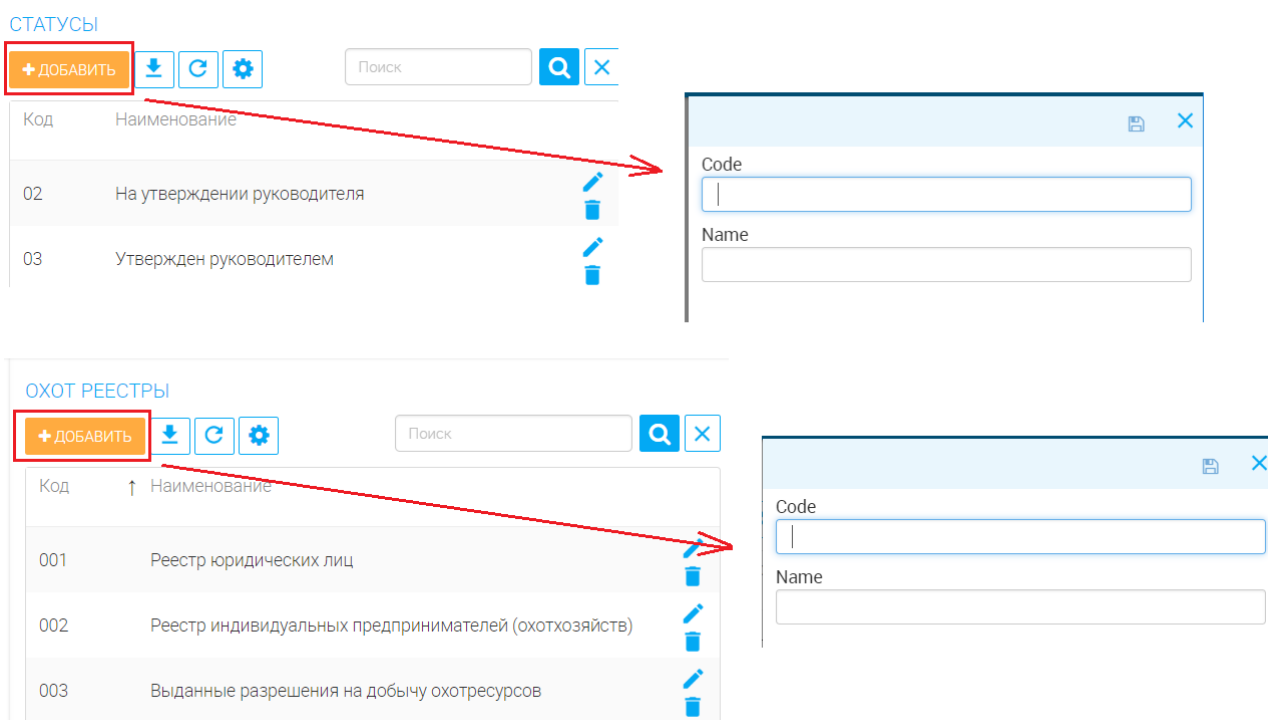 СТАТУСЫ
+ ДОБАВИТЬ
Поиск
Код Наименование
02 На утверждении руководителя
03 Утвержден руководителем
Code
Name
ОХОТ РЕЕСТРЫ
+ ДОБАВИТЬ
Поиск
Код ↑ Наименование
001 Реестр юридических лиц
002 Реестр индивидуальных предпринимателей (охотхозяйств)
003 Выданные разрешения на добычу охотресурсов
Code
Name